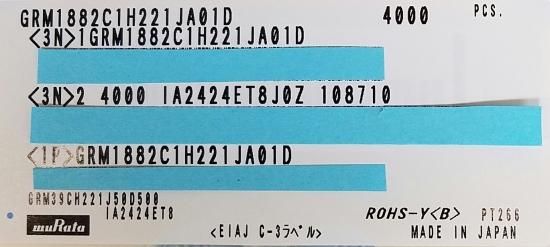 GRM1882C1H221JA01D 4000 PCS.
<3N>1GRM1882C1H221JA01D
<3N>2 4000 IA2424ET8J0Z 108710
<1P>GRM1882C1H221JA01D
GRM39CH221J50D500
IA2424ET8 ROHS-Y<B> PT266
muRata <EIAJ C-3ラベル> MADE IN JAPAN